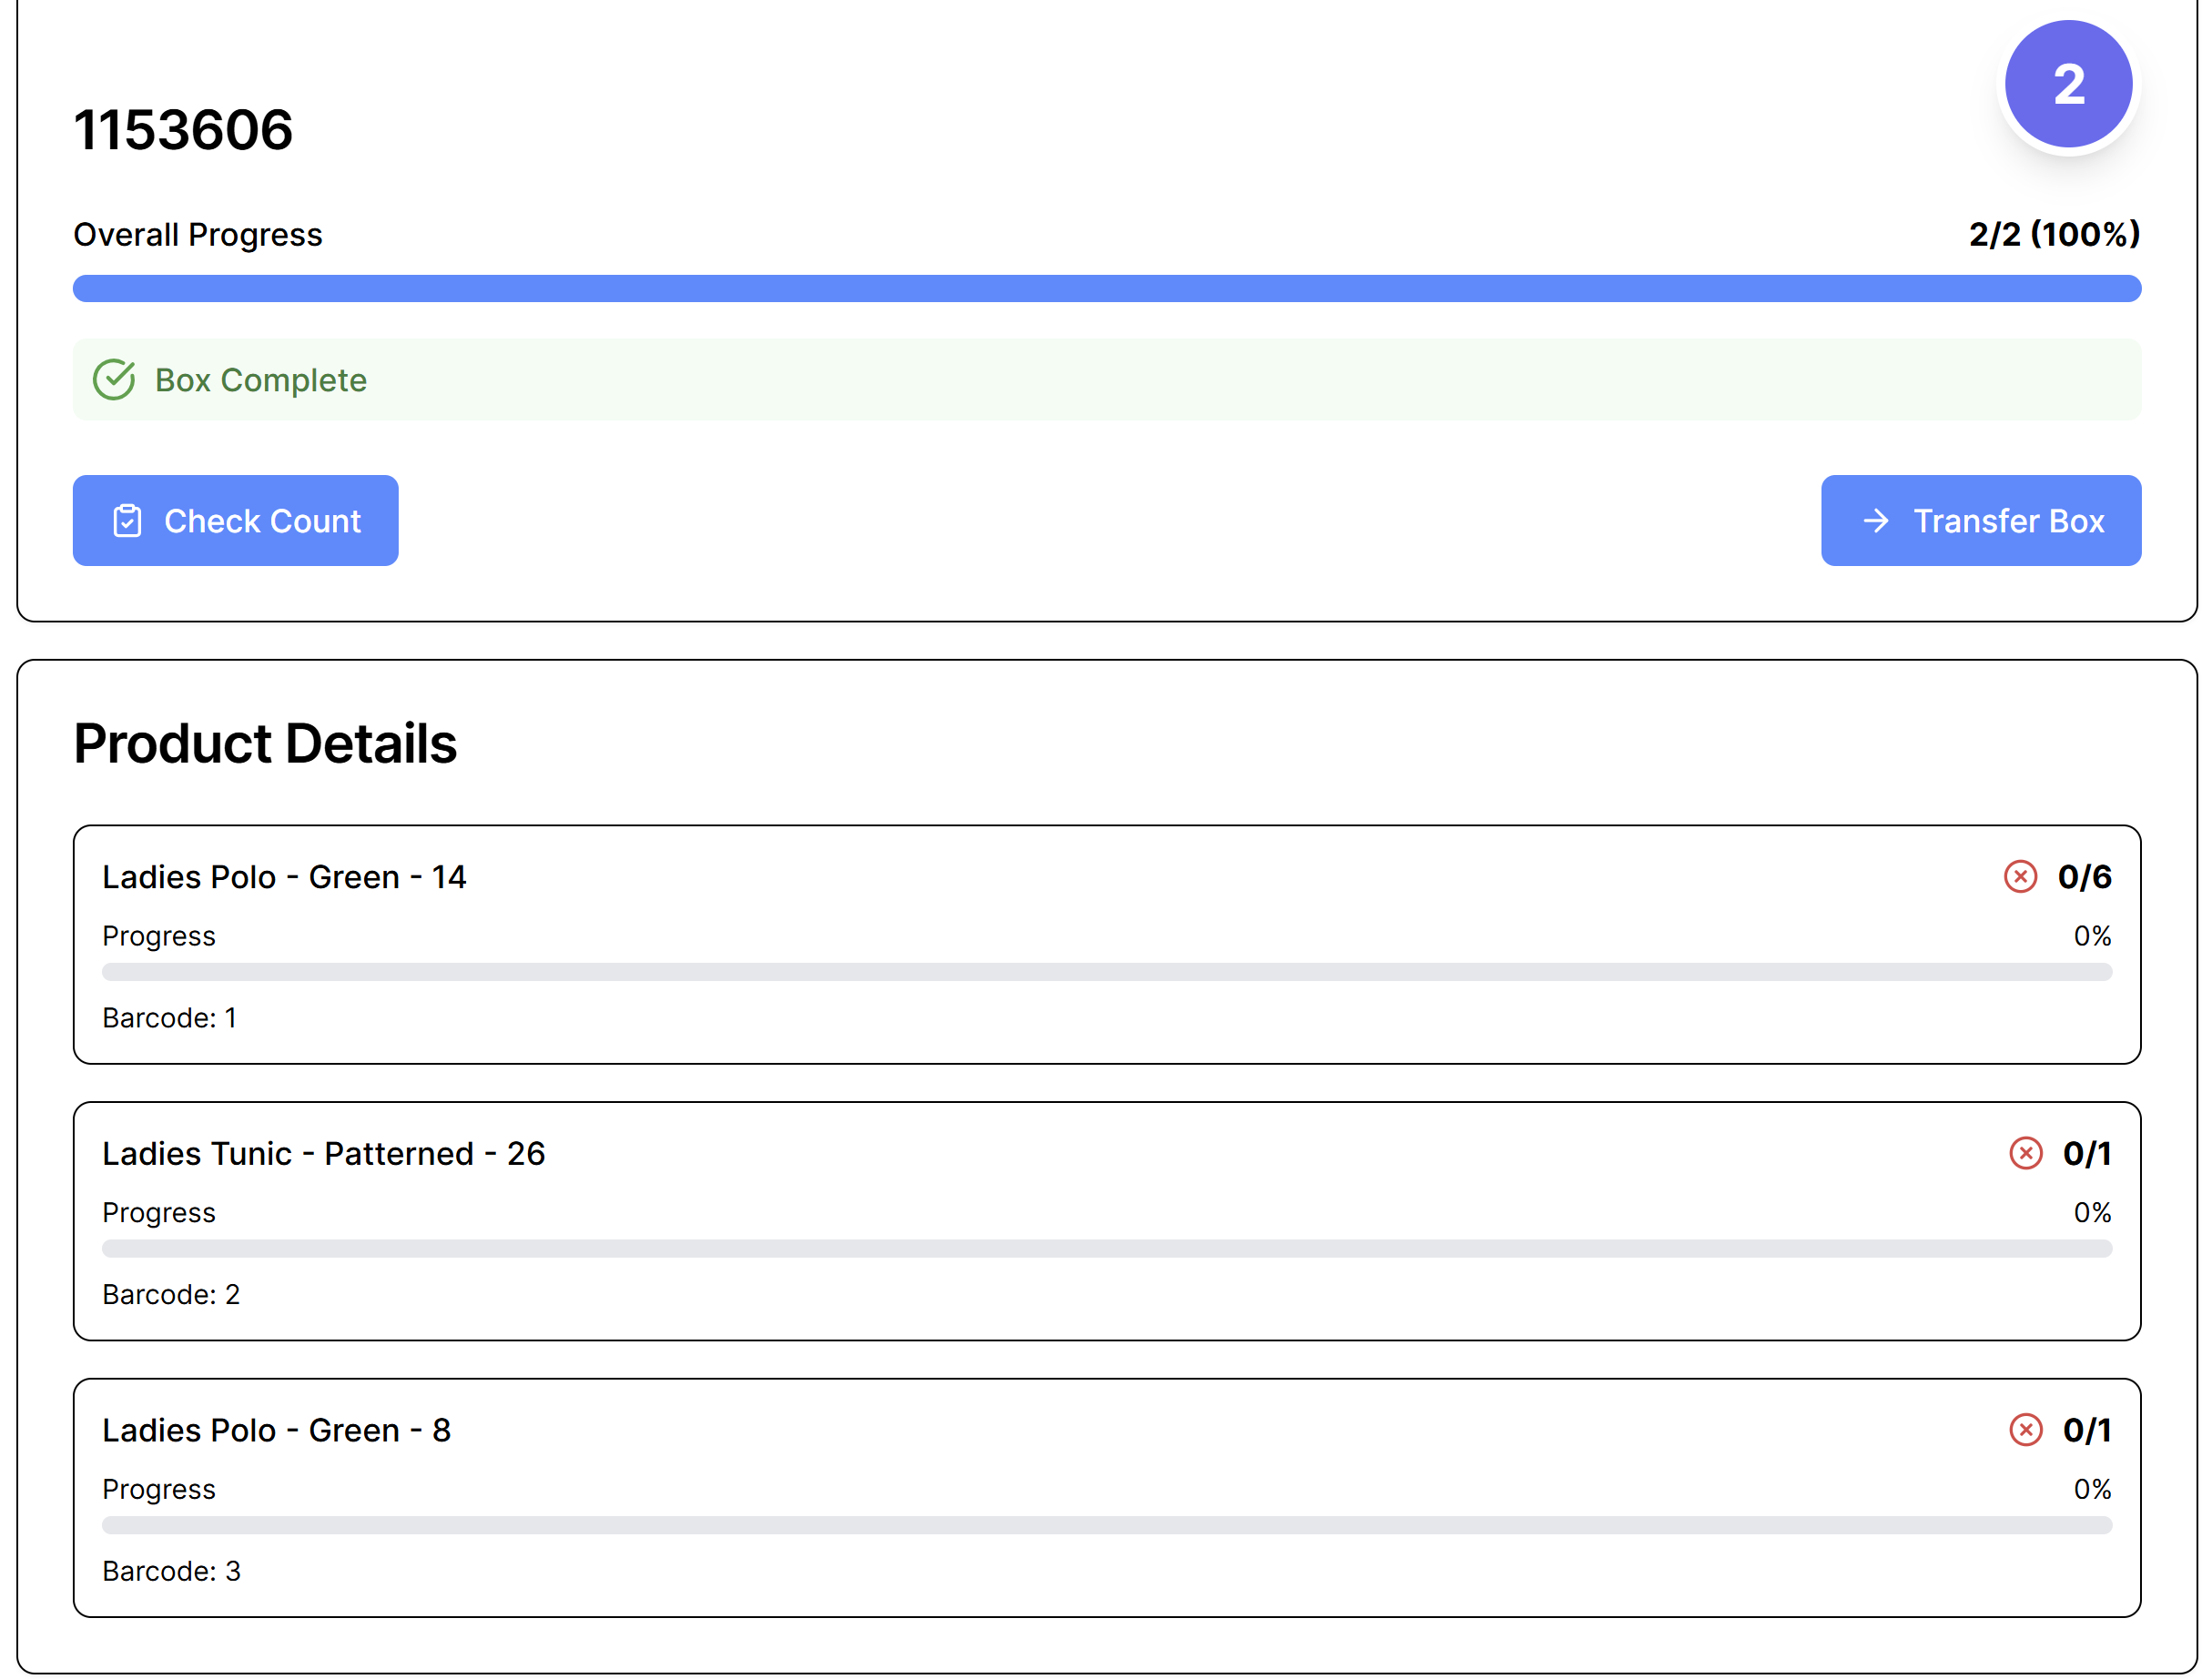 2
1153606
Overall Progress 2/2 (100%)
Box Complete
Check Count Transfer Box
Product Details
Ladies Polo - Green - 14 0/6
Progress 0%
Barcode: 1
Ladies Tunic - Patterned - 26 0/1
Progress 0%
Barcode: 2
Ladies Polo - Green - 8 0/1
Progress 0%
Barcode: 3